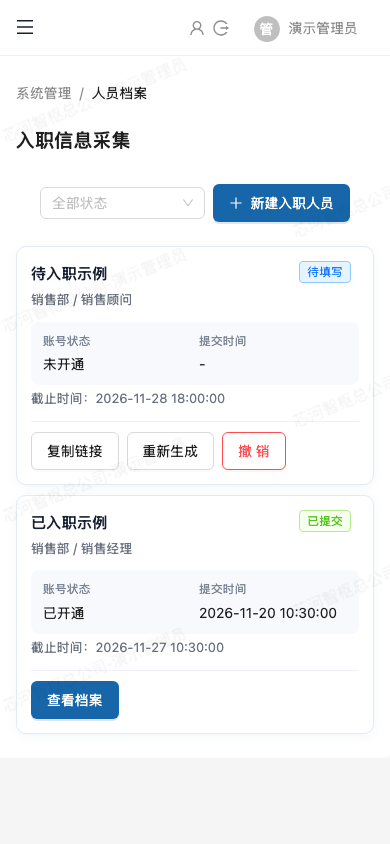 管 演示管理员
系统管理 / 人员档案
入职信息采集
全部状态
新建入职人员
待入职示例
待填写
销售部 / 销售顾问
账号状态 提交时间
未开通 -
截止时间：2026-11-28 18:00:00
复制链接 重新生成 撤 销
已入职示例
已提交
销售部 / 销售经理
账号状态 提交时间
已开通 2026-11-20 10:30:00
截止时间：2026-11-27 10:30:00
查看档案